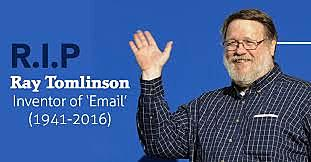 R.I.P
Ray Tomlinson
Inventor of ‘Email’
(1941-2016)